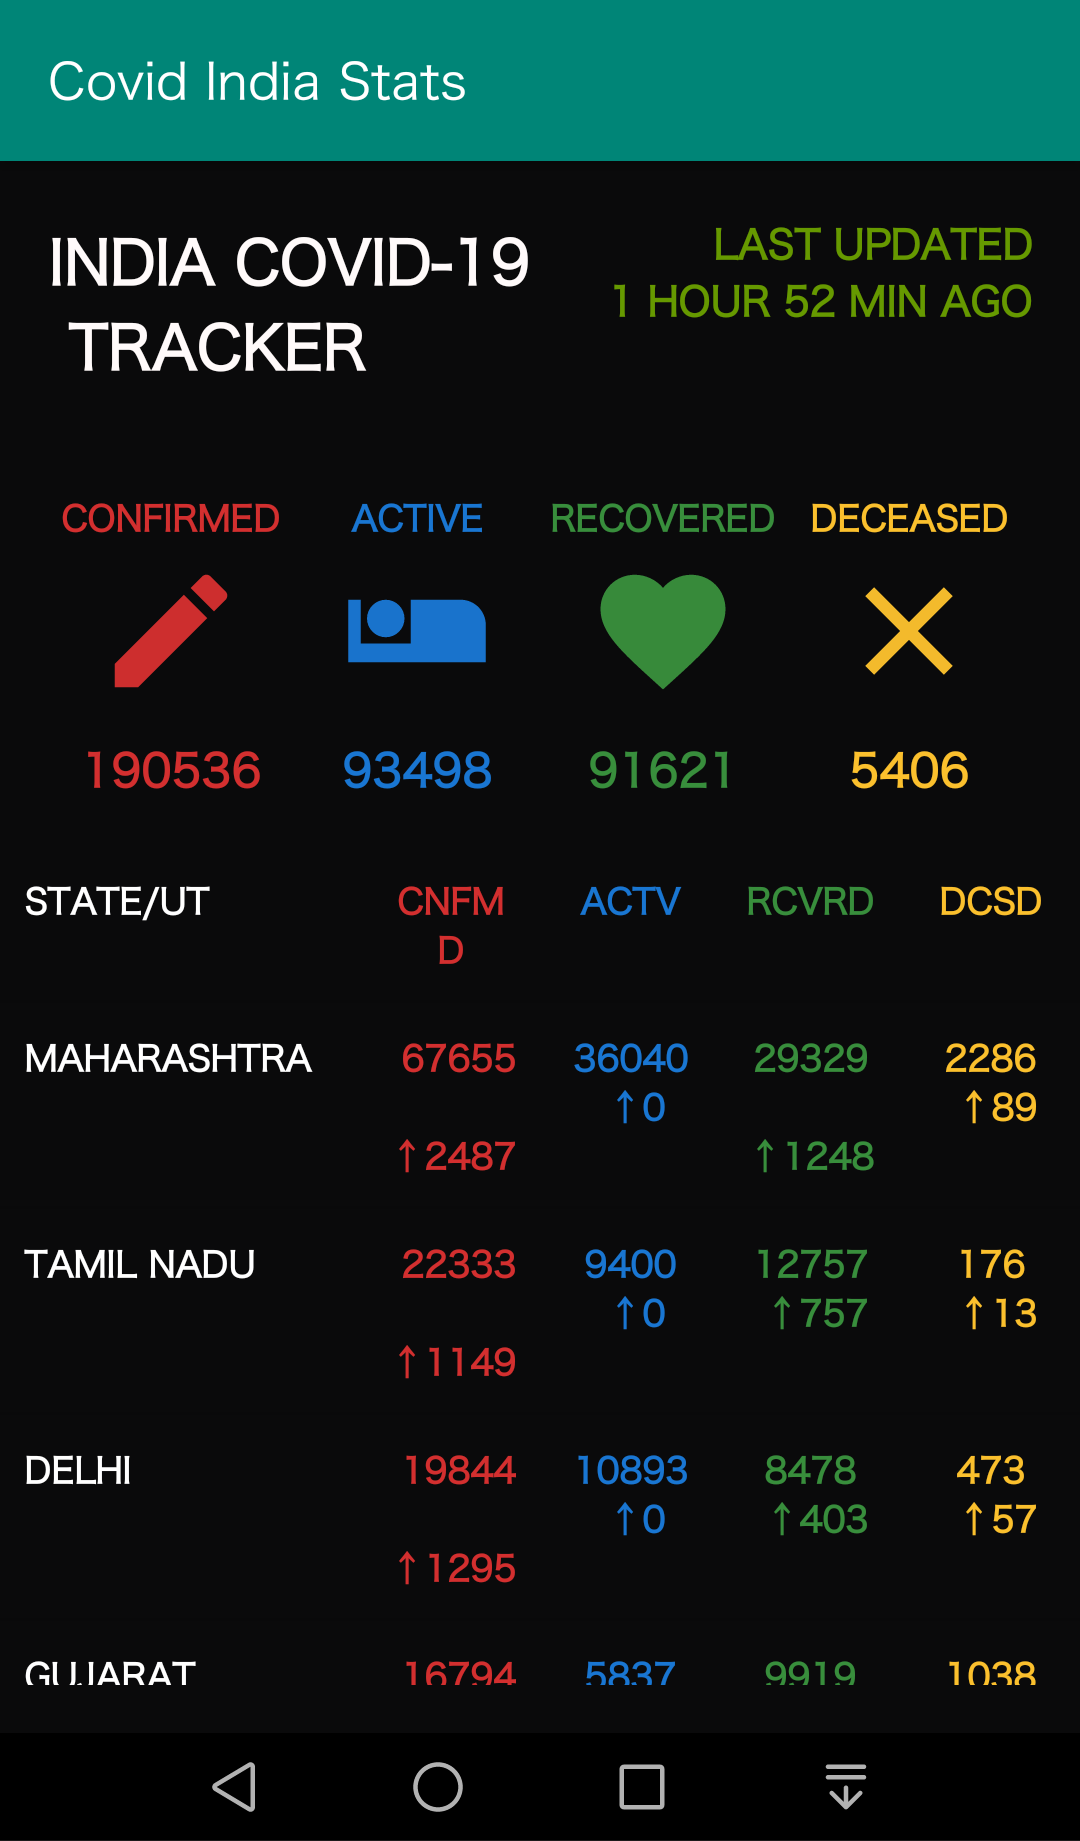 Covid India Stats
INDIA COVID-19
TRACKER
LAST UPDATED
1 HOUR 52 MIN AGO
CONFIRMED ACTIVE RECOVERED DECEASED
190536 93498 91621 5406
STATE/UT CNFM ACTV RCVRD DCSD
D
MAHARASHTRA 67655 36040 29329 2286
↑0 ↑89
↑2487 ↑1248
TAMIL NADU 22333 9400 12757 176
↑0 ↑757 ↑13
↑1149
DELHI 19844 10893 8478 473
↑0 ↑403 ↑57
↑1295
GUJARAT 16794 5837 9919 1038